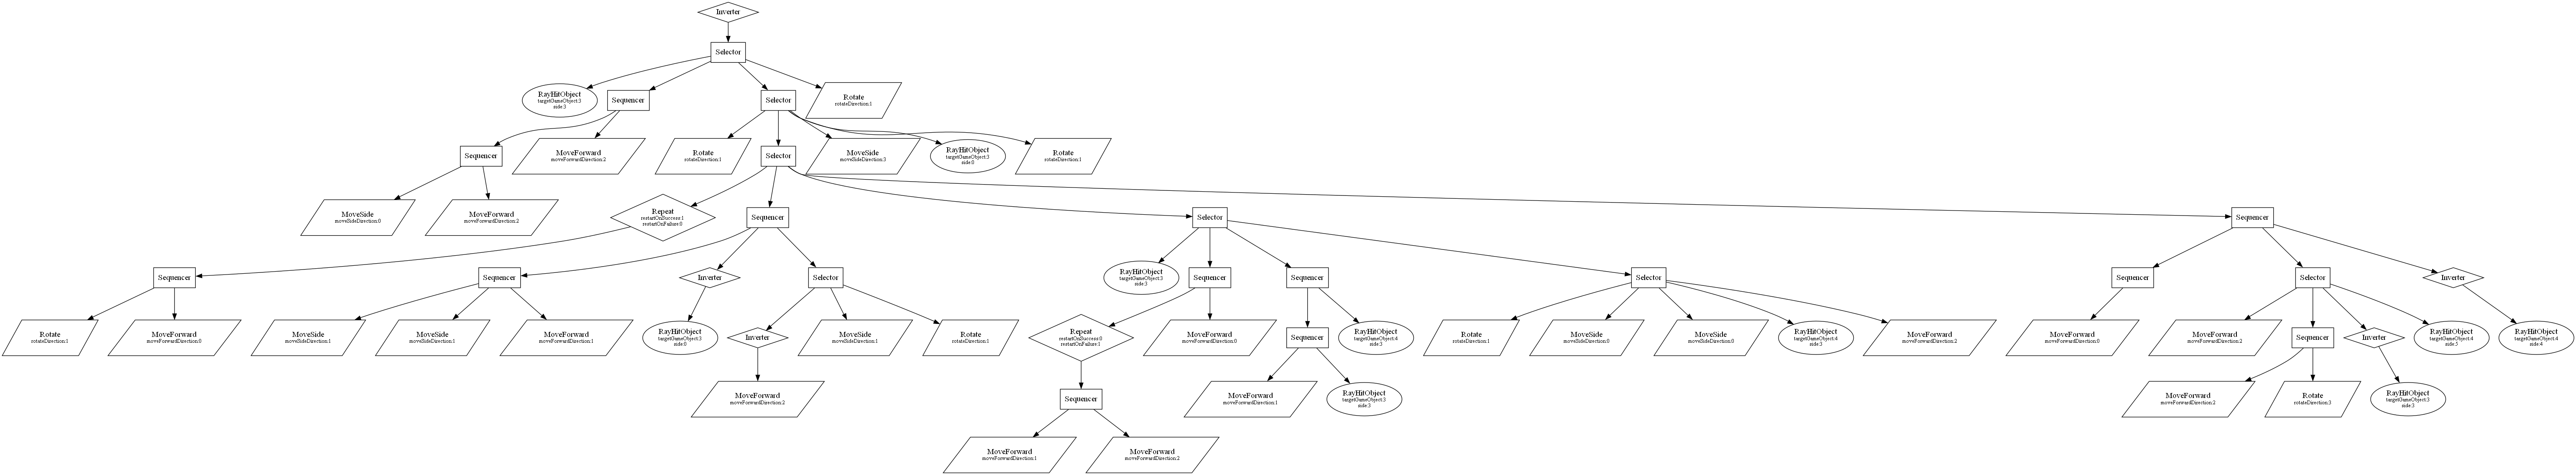 Inverter
Selector
RayHitObject
targetGameObject:3
side:3
Sequencer
Selector
Rotate
rotateDirection:1
Sequencer
MoveForward
moveForwardDirection:2
Rotate
rotateDirection:1
Selector
MoveSide
moveSideDirection:3
RayHitObject
targetGameObject:3
side:0
Rotate
rotateDirection:1
MoveSide
moveSideDirection:0
MoveForward
moveForwardDirection:2
Repeat
restartOnSuccess:1
restartOnFailure:0
Sequencer
Selector
Sequencer
Sequencer
Sequencer
Inverter
Selector
RayHitObject
targetGameObject:3
side:3
Sequencer
Sequencer
Selector
Sequencer
Selector
Inverter
Rotate
rotateDirection:1
MoveForward
moveForwardDirection:0
MoveSide
moveSideDirection:1
MoveSide
moveSideDirection:1
MoveForward
moveForwardDirection:1
RayHitObject
targetGameObject:3
side:0
Inverter
MoveSide
moveSideDirection:1
Rotate
rotateDirection:1
Repeat
restartOnSuccess:0
restartOnFailure:1
MoveForward
moveForwardDirection:0
Sequencer
RayHitObject
targetGameObject:4
side:3
Rotate
rotateDirection:1
MoveSide
moveSideDirection:0
MoveSide
moveSideDirection:0
RayHitObject
targetGameObject:4
side:3
MoveForward
moveForwardDirection:2
MoveForward
moveForwardDirection:0
MoveForward
moveForwardDirection:2
Sequencer
Inverter
RayHitObject
targetGameObject:4
side:5
RayHitObject
targetGameObject:4
side:4
MoveForward
moveForwardDirection:2
Sequencer
MoveForward
moveForwardDirection:1
RayHitObject
targetGameObject:3
side:3
MoveForward
moveForwardDirection:2
Rotate
rotateDirection:3
RayHitObject
targetGameObject:3
side:3
MoveForward
moveForwardDirection:1
MoveForward
moveForwardDirection:2